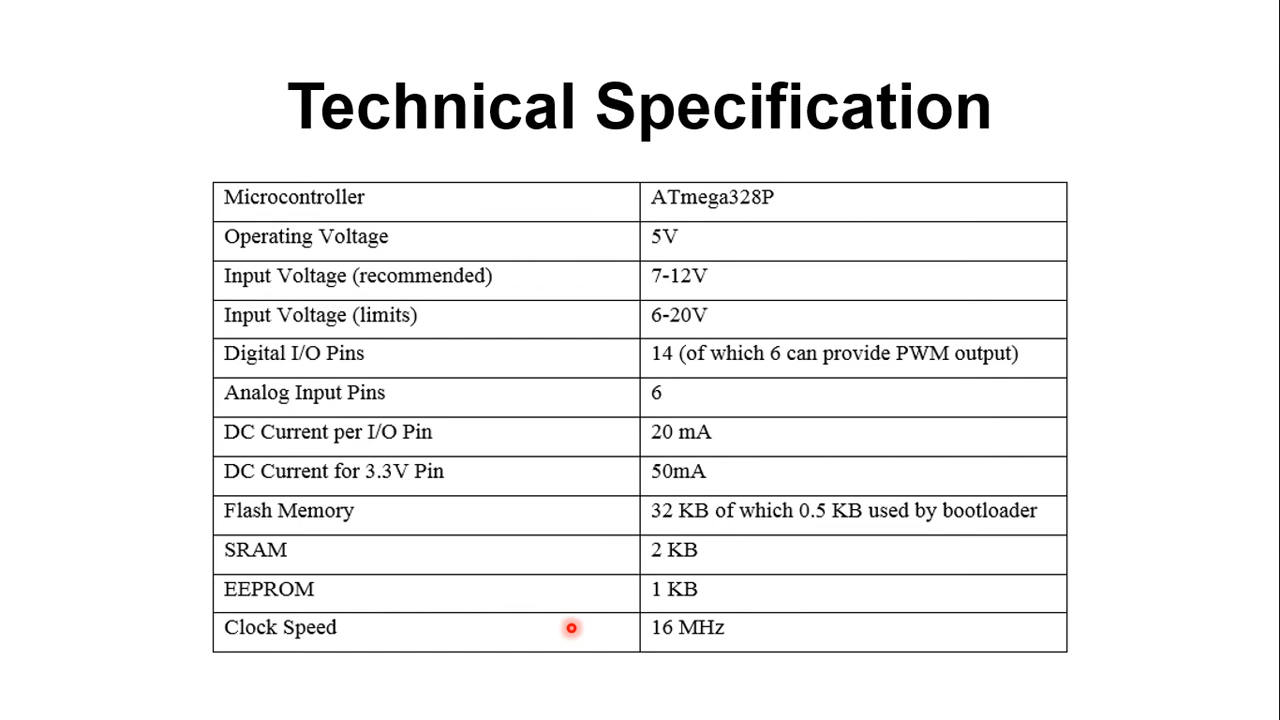 Technical Specification
Microcontroller ATmega328P
Operating Voltage 5V
Input Voltage (recommended) 7-12V
Input Voltage (limits) 6-20V
Digital I/O Pins 14 (of which 6 can provide PWM output)
Analog Input Pins 6
DC Current per I/O Pin 20 mA
DC Current for 3.3V Pin 50mA
Flash Memory 32 KB of which 0.5 KB used by bootloader
SRAM 2 KB
EEPROM 1 KB
Clock Speed 16 MHz